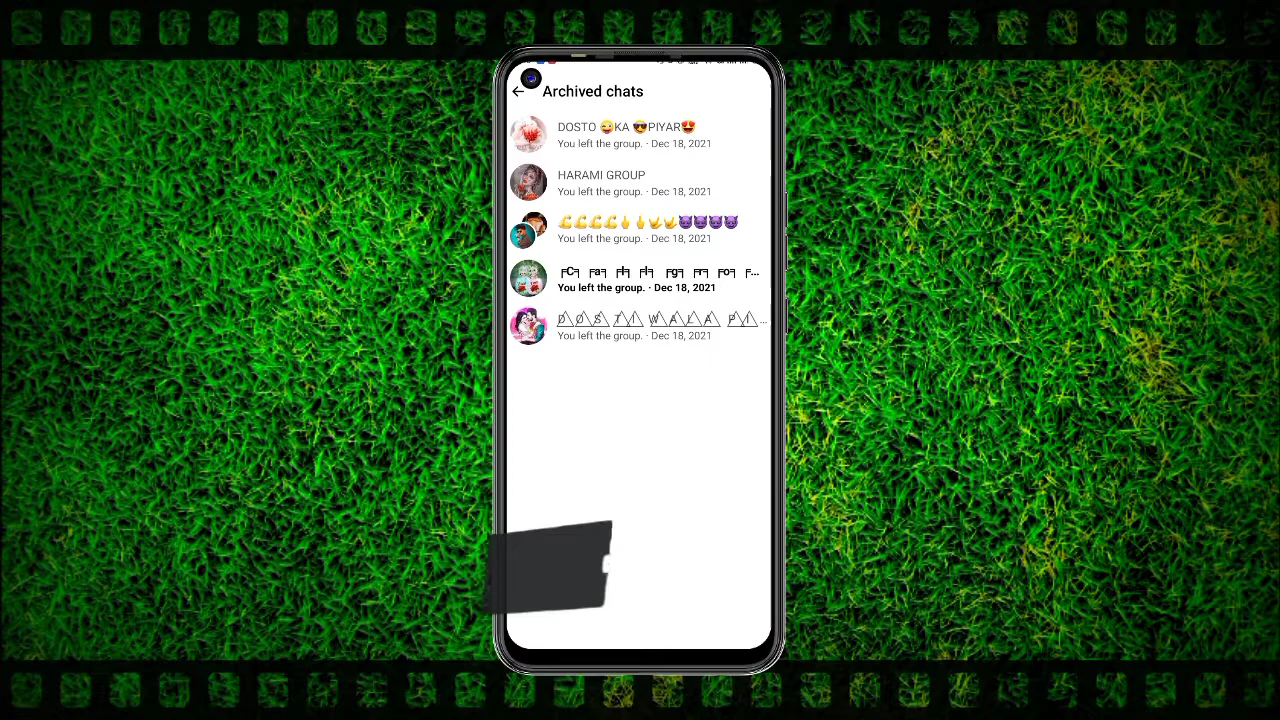 Archived chats
DOSTO 😜KA 😎PIYAR😍
You left the group. · Dec 18, 2021
HARAMI GROUP
You left the group. · Dec 18, 2021
💪💪💪💪🖕🖕🤟🤟😈😈😈😈
You left the group. · Dec 18, 2021
You left the group. · Dec 18, 2021
D O S T I W A L A P I ...
You left the group. · Dec 18, 2021